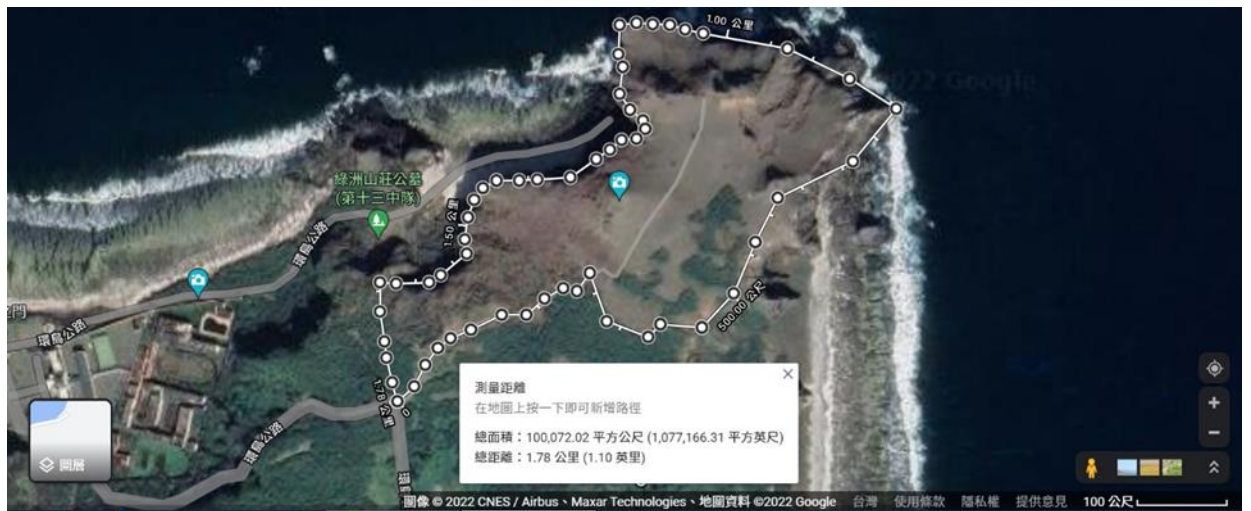 1.00 公里
2022 Google
綠洲山莊公墓
(第十三中隊)
1.50 公里
環島公路
門
環島公路
500.00 公尺
1.78 公里
0
環島公路
測量距離
在地圖上按一下即可新增路徑
總面積：100,072.02 平方公尺 (1,077,166.31 平方英尺)
總距離：1.78 公里 (1.10 英里)
圖層
圖像 © 2022 CNES / Airbus、Maxar Technologies、地圖資料 ©2022 Google 台灣 使用條款 隱私權 提供意見 100 公尺